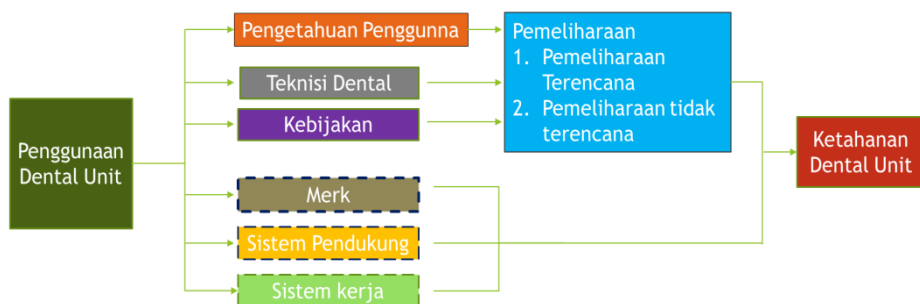 Penggunaan
Dental Unit
Pengetahuan Penggunna
Teknisi Dental
Kebijakan
Merk
Sistem Pendukung
Sistem kerja
Pemeliharaan
1. Pemeliharaan
Terencana
2. Pemeliharaan tidak
terencana
Ketahanan
Dental Unit